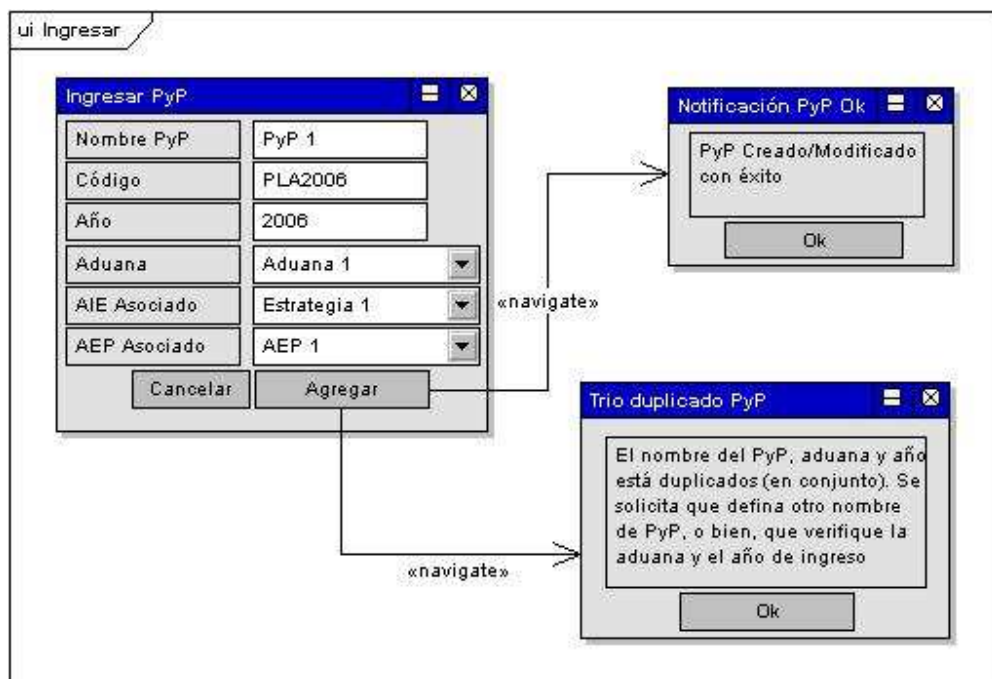 ui Ingresar
Ingresar PyP
Nombre PyP
PyP 1
Código
PLA2006
Año
2006
Aduana
Aduana 1
AIE Asociado
Estrategia 1
AEP Asociado
AEP 1
Cancelar
Agregar
«navigate»
Notificación PyP Ok
PyP Creado/Modificado
con éxito
Ok
«navigate»
Trio duplicado PyP
El nombre del PyP, aduana y año
está duplicados (en conjunto). Se
solicita que defina otro nombre
de PyP, o bien, que verifique la
aduana y el año de ingreso
Ok